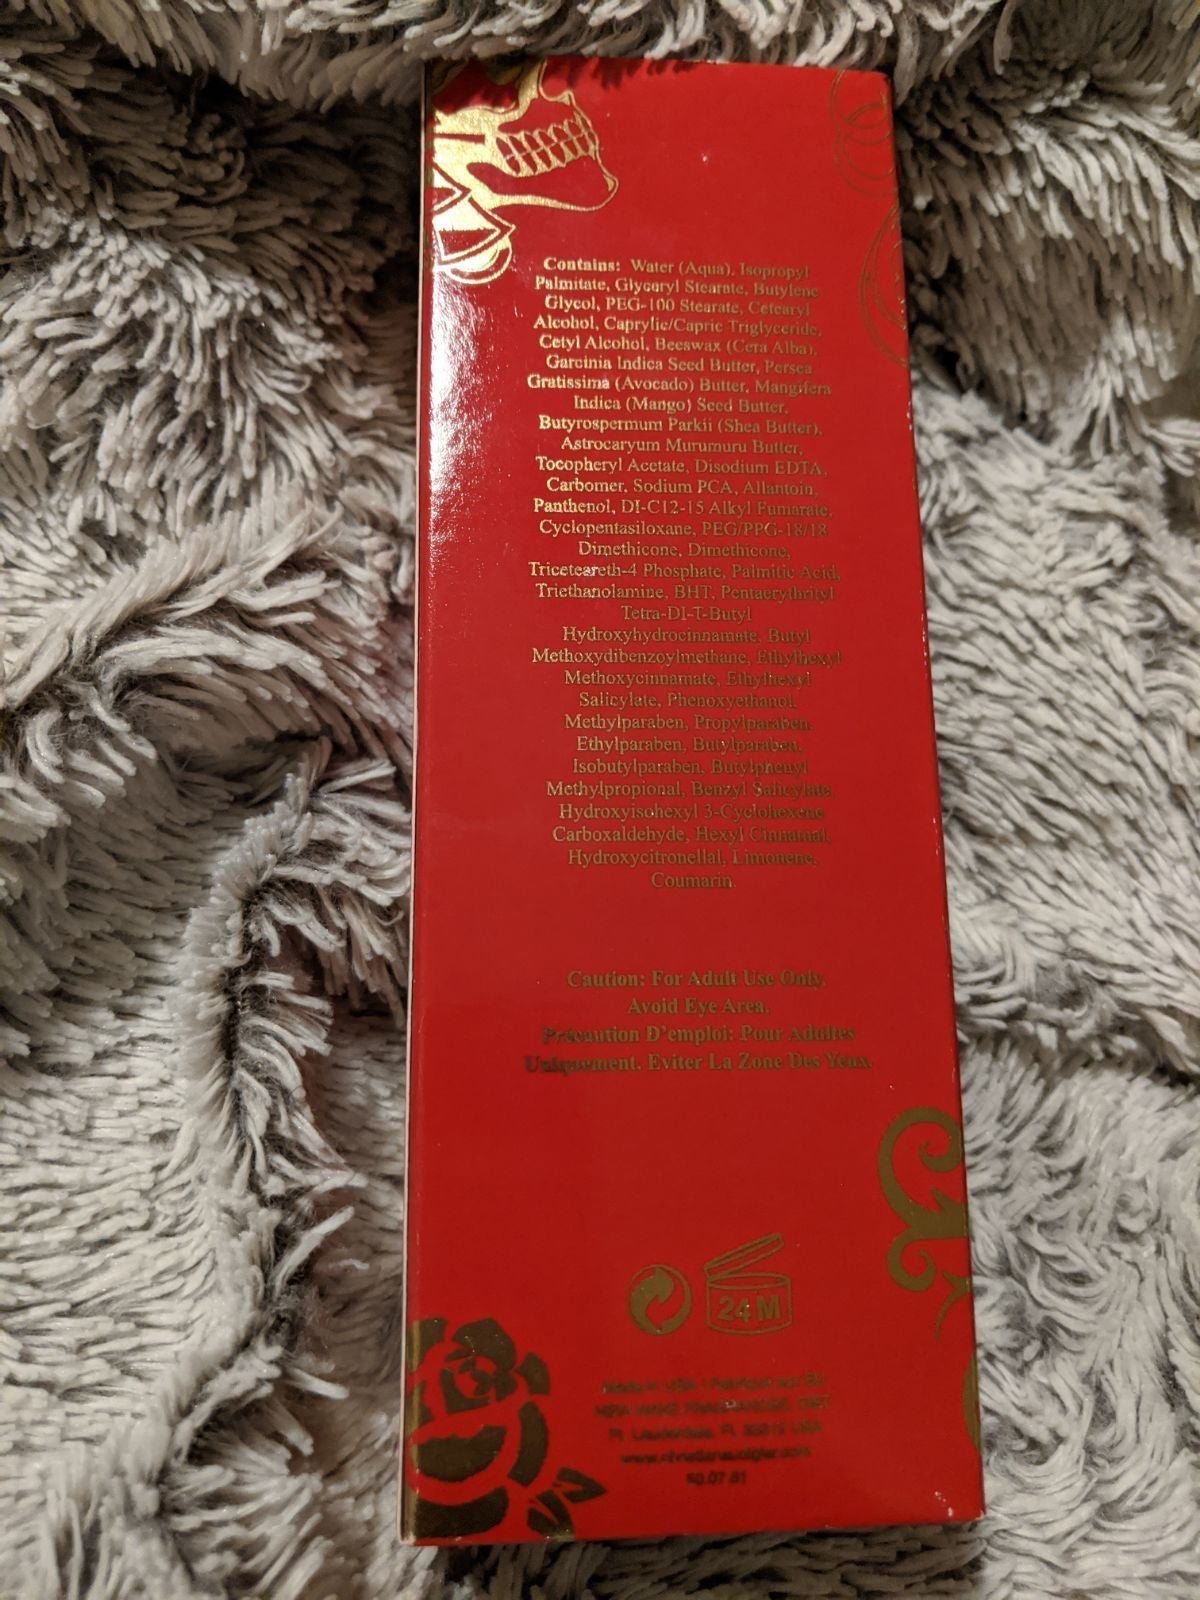 Contains: Water (Aqua), Isopropyl
Palmitate, Glyceryl Stearate, Butylene
Glycol, PEG-100 Stearate, Cetearyl
Alcohol, Caprylic/Capric Triglyceride,
Cetyl Alcohol, Beeswax (Cera Alba),
Garcinia Indica Seed Butter, Persea
Gratissima (Avocado) Butter, Mangifera
Indica (Mango) Seed Butter,
Butyrospermum Parkii (Shea Butter),
Astrocaryum Murumuru Butter,
Tocopheryl Acetate, Disodium EDTA,
Carbomer, Sodium PCA, Allantoin,
Panthenol, DI-C12-15 Alkyl Fumarate,
Cyclopentasiloxane, PEG/PPG-18/18
Dimethicone, Dimethicone,
Triceteareth-4 Phosphate, Palmitic Acid,
Triethanolamine, BHT, Pentaerythrityl
Tetra-DI-T-Butyl
Hydroxyhydrocinnamate, Butyl
Methoxydibenzoylmethane, Ethylhexyl
Methoxycinnamate, Ethylhexyl
Salicylate, Phenoxyethanol,
Methylparaben, Propylparaben,
Ethylparaben, Butylparaben,
Isobutylparaben, Butylphenyl
Methylpropional, Benzyl Salicylate,
Hydroxyisohexyl 3-Cyclohexene
Carboxaldehyde, Hexyl Cinnamal,
Hydroxycitronellal, Limonene,
Coumarin.
Caution: For Adult Use Only.
Avoid Eye Area.
Précaution D'emploi: Pour Adultes
Uniquement. Eviter La Zone Des Yeux.
24 M
Made in USA /
Ft. Lauderdale, FL USA
50.07.81